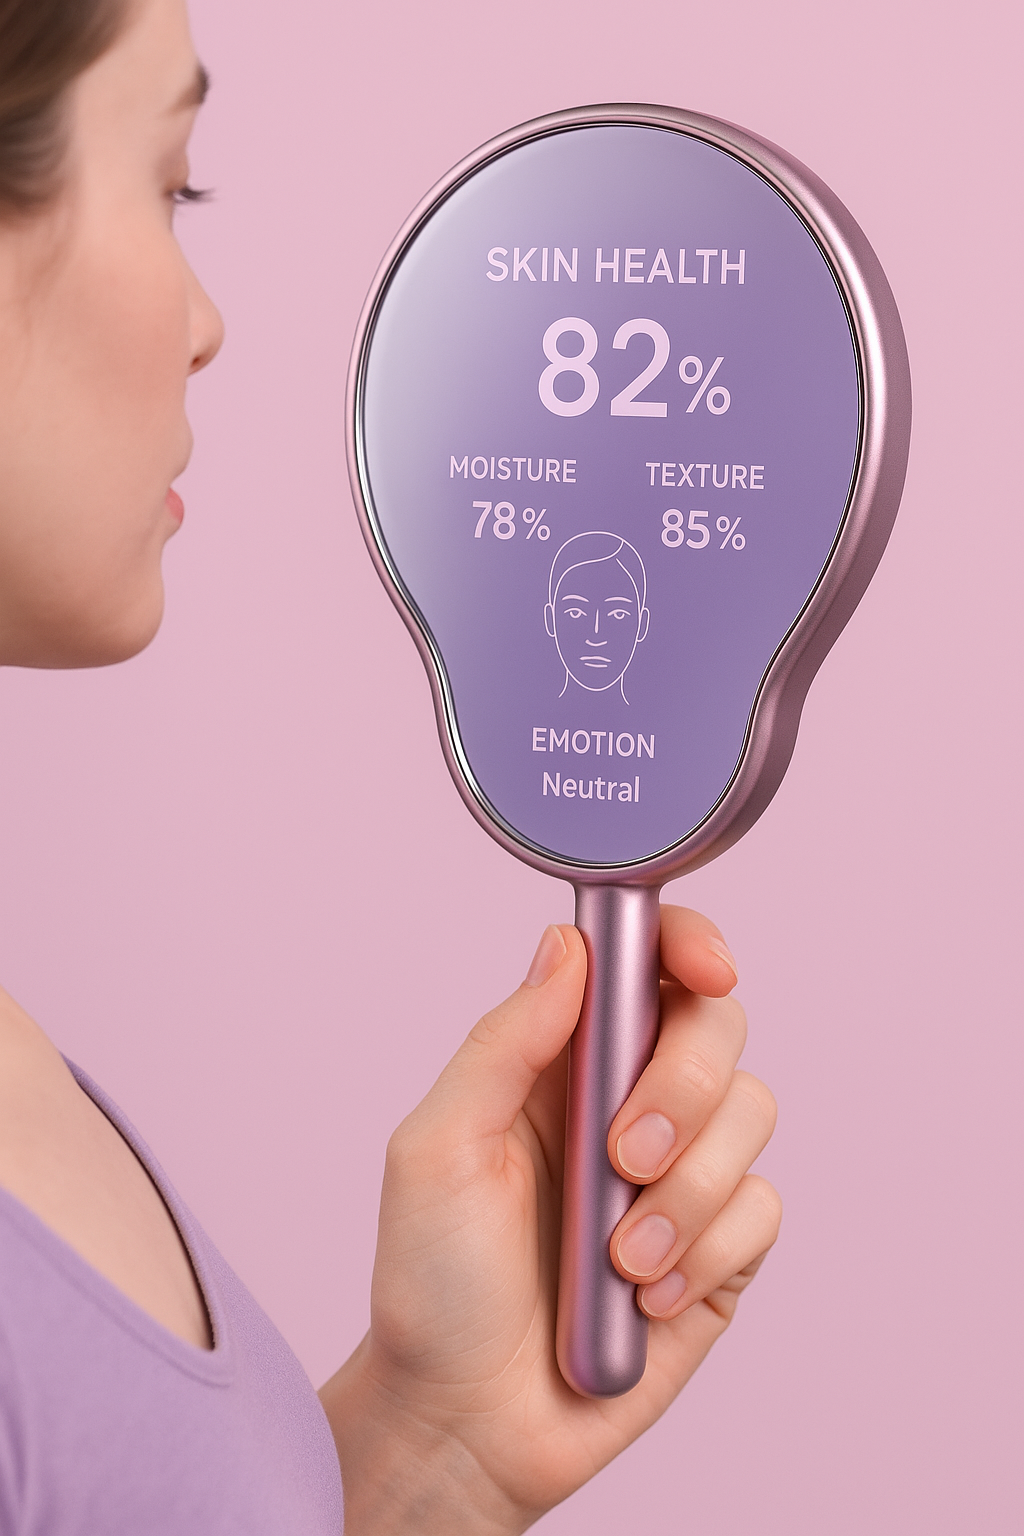 SKIN HEALTH
82%
MOISTURE TEXTURE
78% 85%
EMOTION
Neutral